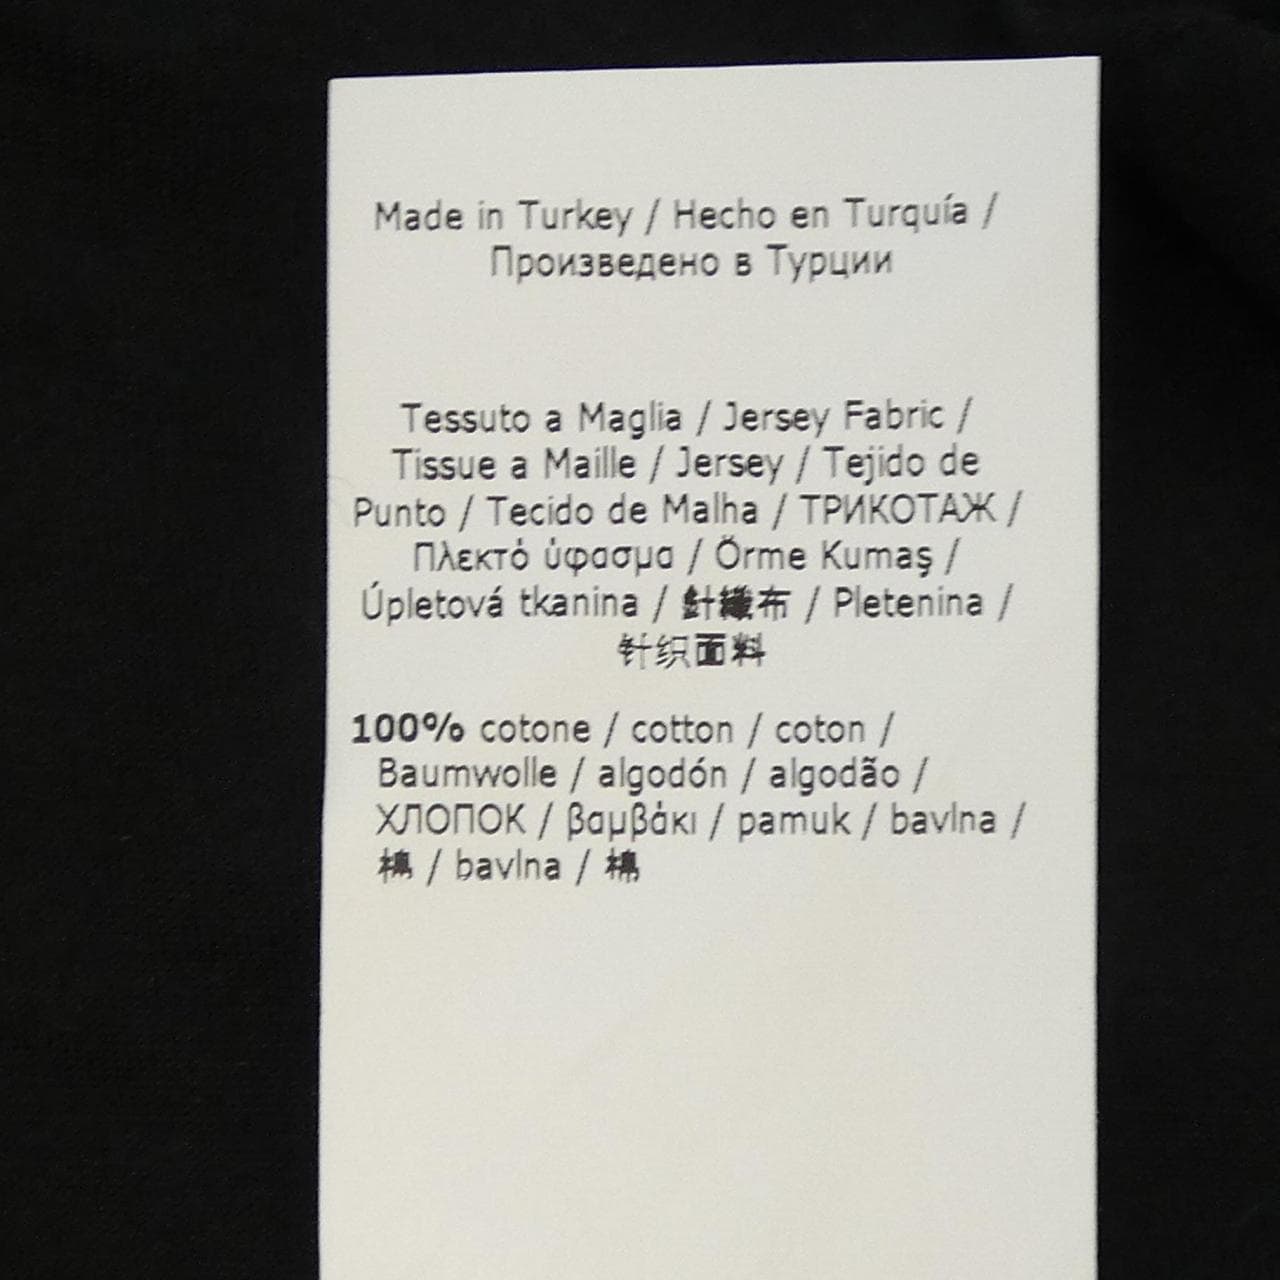 Made in Turkey / Hecho en Turquía /
Произведено в Турции
Tessuto a Maglia / Jersey Fabric /
Tissue a Maille / Jersey / Tejido de
Punto / Tecido de Malha / ТРИКОТАЖ /
Πλεκτό ύφασμα / Örme Kumaş /
Úpletová tkanina / 針織布 / Pletenina /
针织面料
100% cotone / cotton / coton /
Baumwolle / algodón / algodão /
ХЛОПОК / βαμβάκι / pamuk / bavlna /
棉 / bavlna / 棉